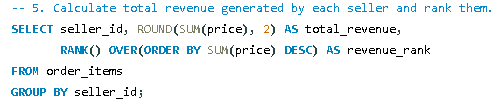 -- 5. Calculate total revenue generated by each seller and rank them.
SELECT seller_id, ROUND(SUM(price), 2) AS total_revenue,
RANK() OVER(ORDER BY SUM(price) DESC) AS revenue_rank
FROM order_items
GROUP BY seller_id;